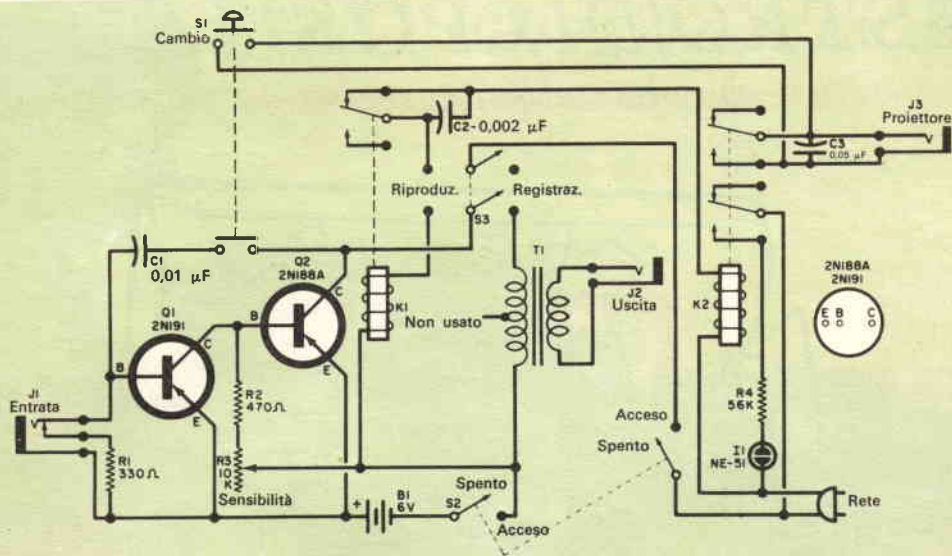 S1
Cambio
J3
Proiettore
C2-0,002 µF
C3
0,05 µF
Riproduz.
Registraz.
S3
C1
0,01 µF
Q2
2N188A
T1
2N188A
2N191
Q1
2N191
B
C
E
K1
J2
Uscita
K2
E B C
Non usato
B
C
E
J1
Entrata
R2
470Ω
R4
56K
Acceso
R1
330Ω
R3
10
K
Sensibilità
Spento
I1
NE-51
Spento
+
B1
6V
S2
Acceso
Rete